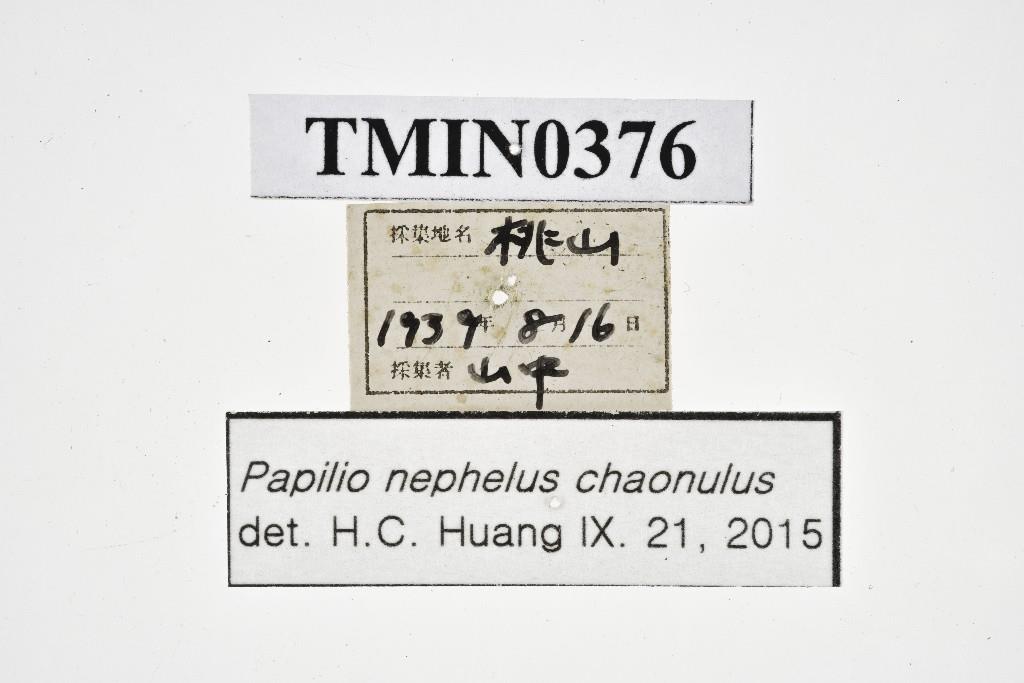 TMIN0376
採集地名 桃山
1939年 8月16日
採集者 山中
Papilio nephelus chaonulus
det. H.C. Huang IX. 21, 2015